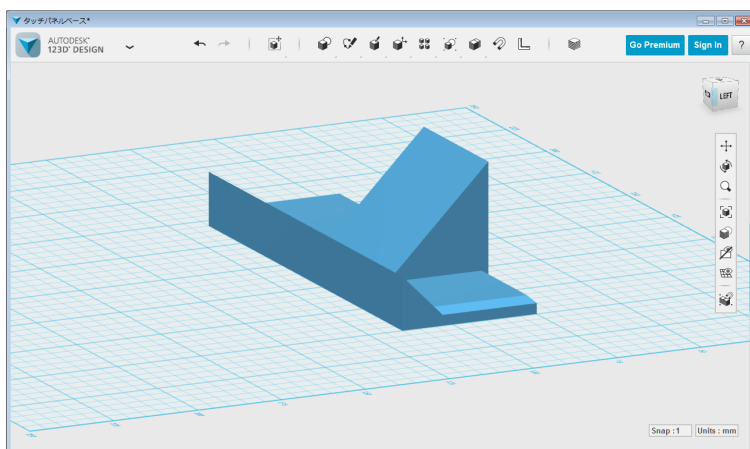 タッチパネルベース*
AUTODESK®
123D® DESIGN
Go Premium
Sign In
?
LEFT
Snap : 1
Units : mm